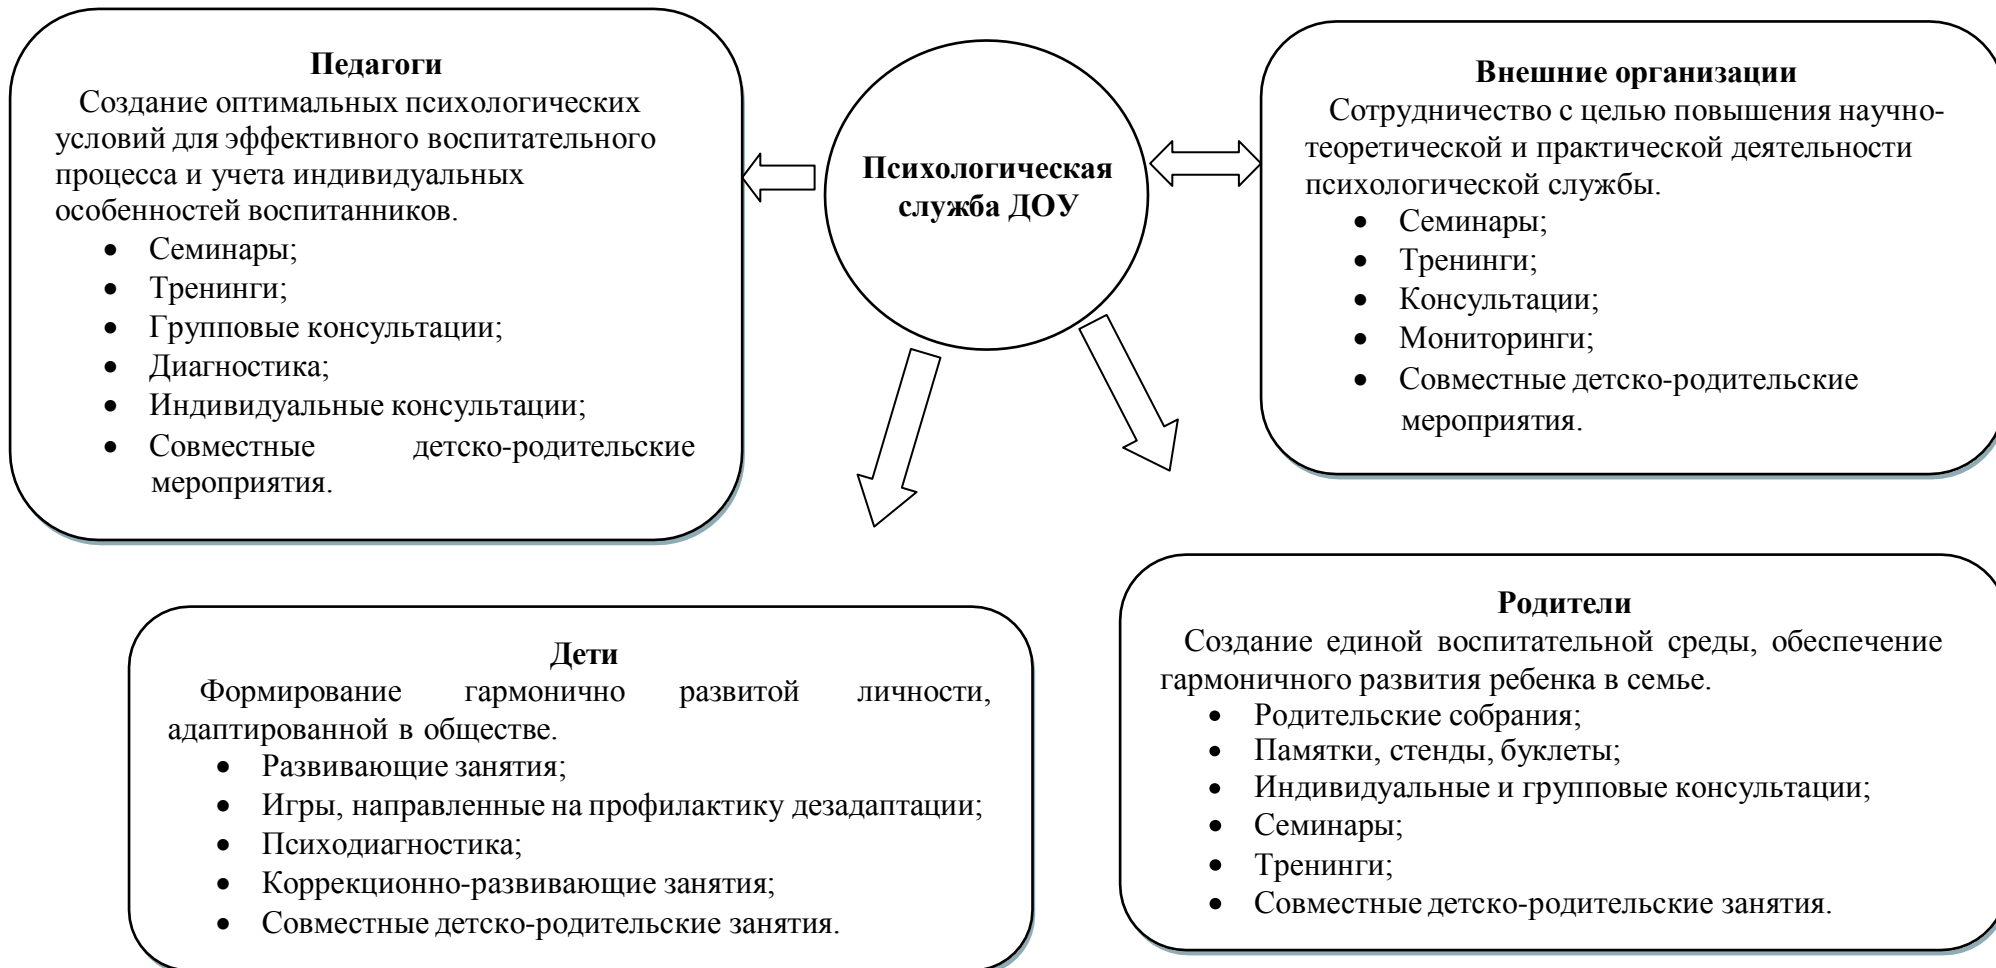 Педагоги
Создание оптимальных психологических
условий для эффективного воспитательного
процесса и учета индивидуальных
особенностей воспитанников.
• Семинары;
• Тренинги;
• Групповые консультации;
• Диагностика;
• Индивидуальные консультации;
• Совместные детско-родительские
мероприятия.
Психологическая
служба ДОУ
Внешние организации
Сотрудничество с целью повышения научно-
теоретической и практической деятельности
психологической службы.
• Семинары;
• Тренинги;
• Консультации;
• Мониторинги;
• Совместные детско-родительские
мероприятия.
Дети
Формирование гармонично развитой личности,
адаптированной в обществе.
• Развивающие занятия;
• Игры, направленные на профилактику дезадаптации;
• Психодиагностика;
• Коррекционно-развивающие занятия;
• Совместные детско-родительские занятия.
Родители
Создание единой воспитательной среды, обеспечение
гармоничного развития ребенка в семье.
• Родительские собрания;
• Памятки, стенды, буклеты;
• Индивидуальные и групповые консультации;
• Семинары;
• Тренинги;
• Совместные детско-родительские занятия.